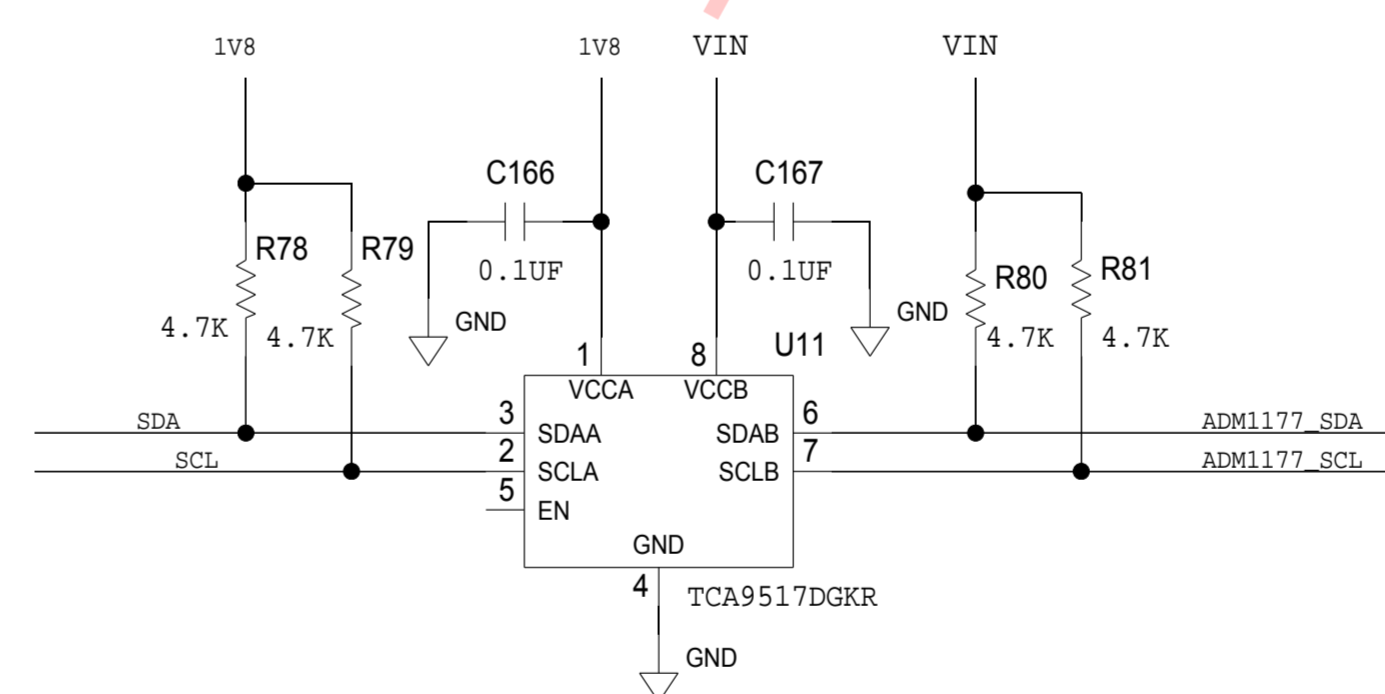 1V8
1V8
VIN
VIN
C166
C167
R78
R79
0.1UF
0.1UF
R80
R81
4.7K
4.7K
GND
GND
4.7K
4.7K
U11
1
8
VCCA
VCCB
SDA
3
SDAA
SDAB
6
ADM1177_SDA
SCL
2
SCLA
SCLB
7
ADM1177_SCL
5
EN
GND
4
TCA9517DGKR
GND